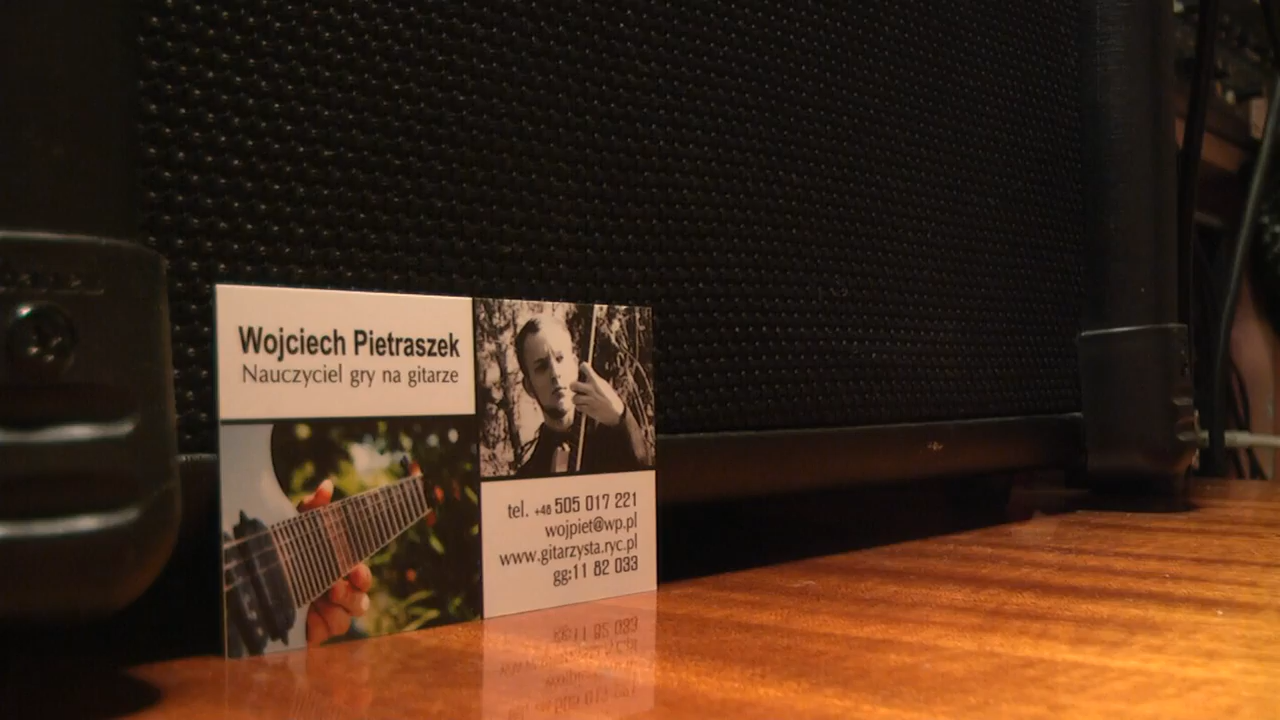 Wojciech Pietraszek
Nauczyciel gry na gitarze
tel. +48 505 017 221
wojpiet@wp.pl
www.gitarzysta.ryc.pl
gg:11 82 033